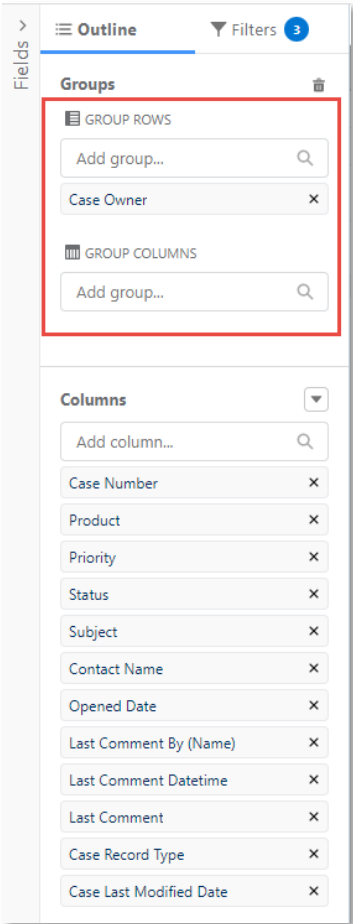 Fields
Outline
Filters 3
Groups
GROUP ROWS
Add group...
Case Owner
GROUP COLUMNS
Add group...
Columns
Add column...
Case Number
Product
Priority
Status
Subject
Contact Name
Opened Date
Last Comment By (Name)
Last Comment Datetime
Last Comment
Case Record Type
Case Last Modified Date